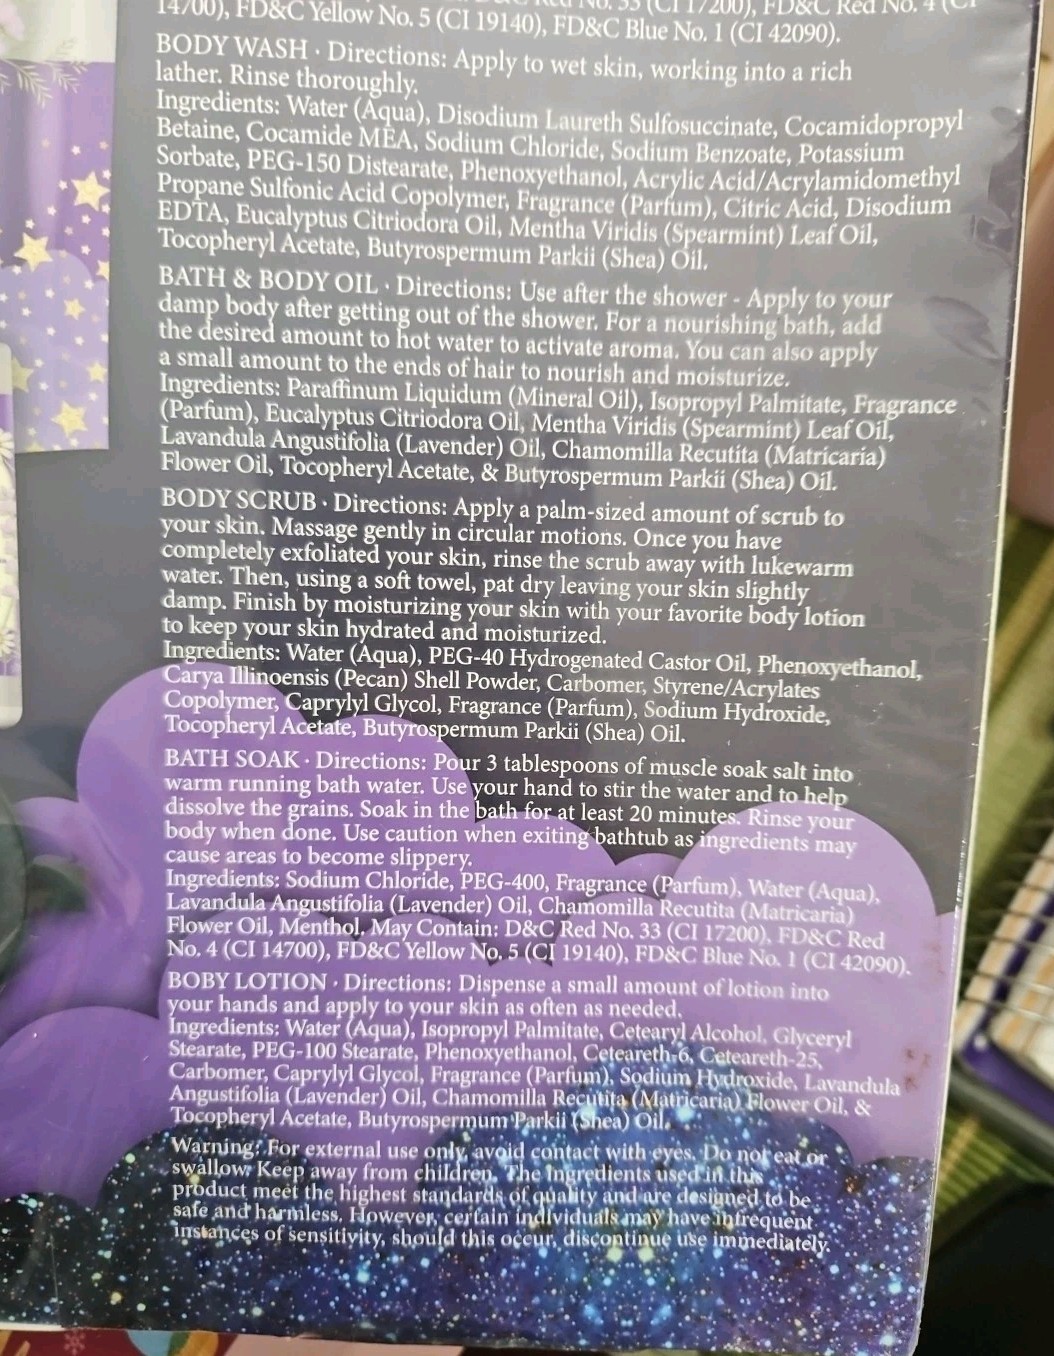 No. 33 (CI 17200), FD&C Red No. 4 (CI
14700), FD&C Yellow No. 5 (CI 19140), FD&C Blue No. 1 (CI 42090).
BODY WASH · Directions: Apply to wet skin, working into a rich
lather. Rinse thoroughly.
Ingredients: Water (Aqua), Disodium Laureth Sulfosuccinate, Cocamidopropyl
Betaine, Cocamide MEA, Sodium Chloride, Sodium Benzoate, Potassium
Sorbate, PEG-150 Distearate, Phenoxyethanol, Acrylic Acid/Acrylamidomethyl
Propane Sulfonic Acid Copolymer, Fragrance (Parfum), Citric Acid, Disodium
EDTA, Eucalyptus Citriodora Oil, Mentha Viridis (Spearmint) Leaf Oil,
Tocopheryl Acetate, Butyrospermum Parkii (Shea) Oil.
BATH & BODY OIL · Directions: Use after the shower - Apply to your
damp body after getting out of the shower. For a nourishing bath, add
the desired amount to hot water to activate aroma. You can also apply
a small amount to the ends of hair to nourish and moisturize.
Ingredients: Paraffinum Liquidum (Mineral Oil), Isopropyl Palmitate, Fragrance
(Parfum), Eucalyptus Citriodora Oil, Mentha Viridis (Spearmint) Leaf Oil,
Lavandula Angustifolia (Lavender) Oil, Chamomilla Recutita (Matricaria)
Flower Oil, Tocopheryl Acetate, & Butyrospermum Parkii (Shea) Oil.
BODY SCRUB · Directions: Apply a palm-sized amount of scrub to
your skin. Massage gently in circular motions. Once you have
completely exfoliated your skin, rinse the scrub away with lukewarm
water. Then, using a soft towel, pat dry leaving your skin slightly
damp. Finish by moisturizing your skin with your favorite body lotion
to keep your skin hydrated and moisturized.
Ingredients: Water (Aqua), PEG-40 Hydrogenated Castor Oil, Phenoxyethanol,
Carya Illinoensis (Pecan) Shell Powder, Carbomer, Styrene/Acrylates
Copolymer, Caprylyl Glycol, Fragrance (Parfum), Sodium Hydroxide,
Tocopheryl Acetate, Butyrospermum Parkii (Shea) Oil.
BATH SOAK · Directions: Pour 3 tablespoons of muscle soak salt into
warm running bath water. Use your hand to stir the water and to help
dissolve the grains. Soak in the bath for at least 20 minutes. Rinse your
body when done. Use caution when exiting bathtub as ingredients may
cause areas to become slippery.
Ingredients: Sodium Chloride, PEG-400, Fragrance (Parfum), Water (Aqua),
Lavandula Angustifolia (Lavender) Oil, Chamomilla Recutita (Matricaria)
Flower Oil, Menthol. May Contain: D&C Red No. 33 (CI 17200), FD&C Red
No. 4 (CI 14700), FD&C Yellow No. 5 (CI 19140), FD&C Blue No. 1 (CI 42090).
BOBY LOTION · Directions: Dispense a small amount of lotion into
your hands and apply to your skin as often as needed.
Ingredients: Water (Aqua), Isopropyl Palmitate, Cetearyl Alcohol, Glyceryl
Stearate, PEG-100 Stearate, Phenoxyethanol, Ceteareth-6, Ceteareth-25,
Carbomer, Caprylyl Glycol, Fragrance (Parfum), Sodium Hydroxide, Lavandula
Angustifolia (Lavender) Oil, Chamomilla Recutita (Matricaria) Flower Oil, &
Tocopheryl Acetate, Butyrospermum Parkii (Shea) Oil.
Warning: For external use only, avoid contact with eyes. Do not eat or
swallow. Keep away from children. The Ingredients used in this
product meet the highest standards of quality and are designed to be
safe and harmless. However, certain individuals may have infrequent
instances of sensitivity, should this occur, discontinue use immediately.